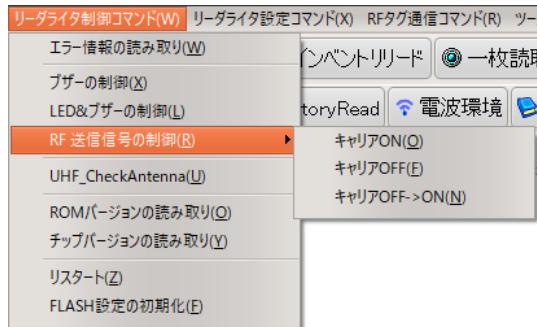 リーダライタ制御コマンド(W) リーダライタ設定コマンド(X) RFタグ通信コマンド(R) ツー
エラー情報の読み取り(W)
インベントリリード 一枚読取
ブザーの制御(X)
LED&ブザーの制御(L)
toryRead 電波環境
RF 送信信号の制御(R)
キャリアON(O)
キャリアOFF(F)
キャリアOFF->ON(N)
UHF_CheckAntenna(U)
ROMバージョンの読み取り(O)
チップバージョンの読み取り(Y)
リスタート(Z)
FLASH設定の初期化(F)